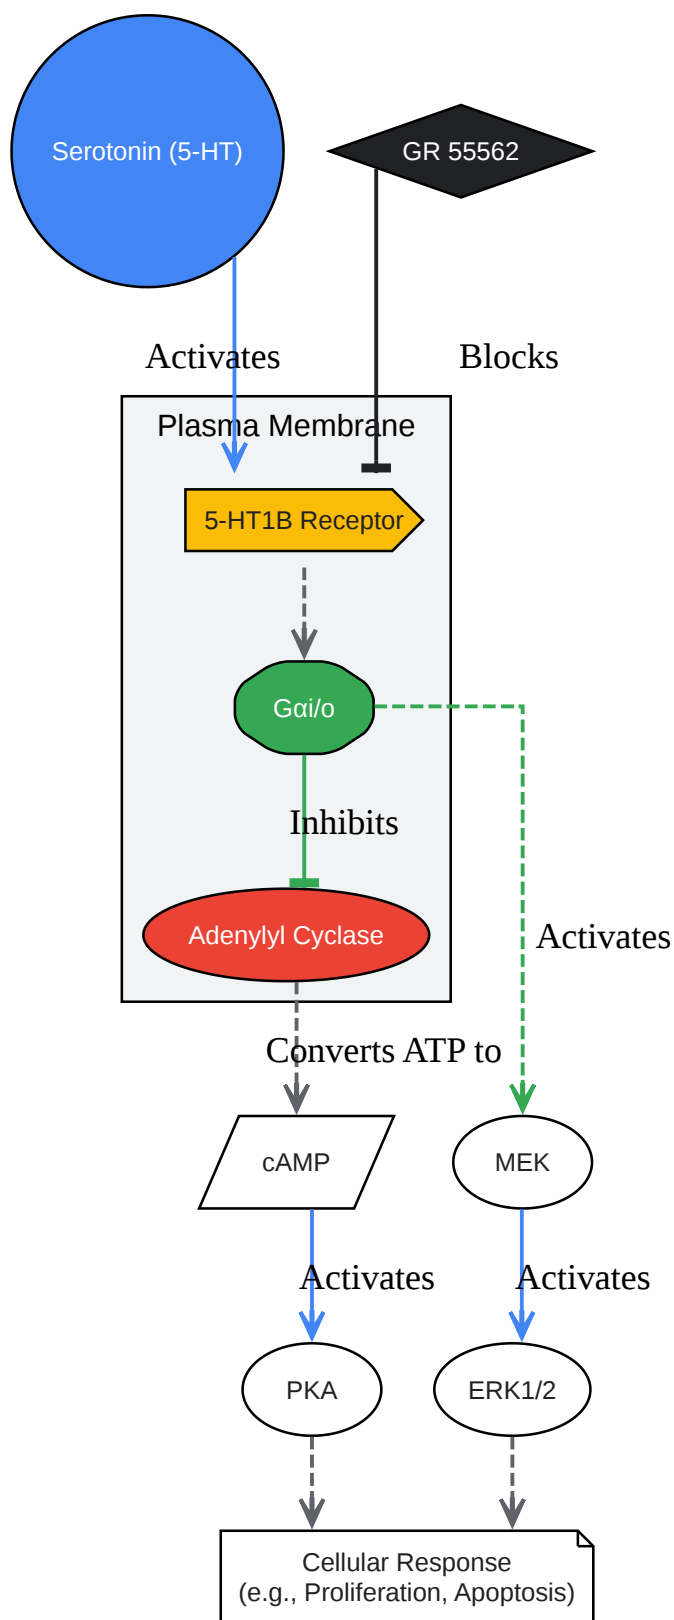 Serotonin (5-HT)
GR 55562
Activates
Blocks
Plasma Membrane
5-HT1B Receptor
Gαi/o
Inhibits
Adenylyl Cyclase
Activates
Converts ATP to
cAMP
MEK
Activates
Activates
PKA
ERK1/2
Cellular Response
(e.g., Proliferation, Apoptosis)